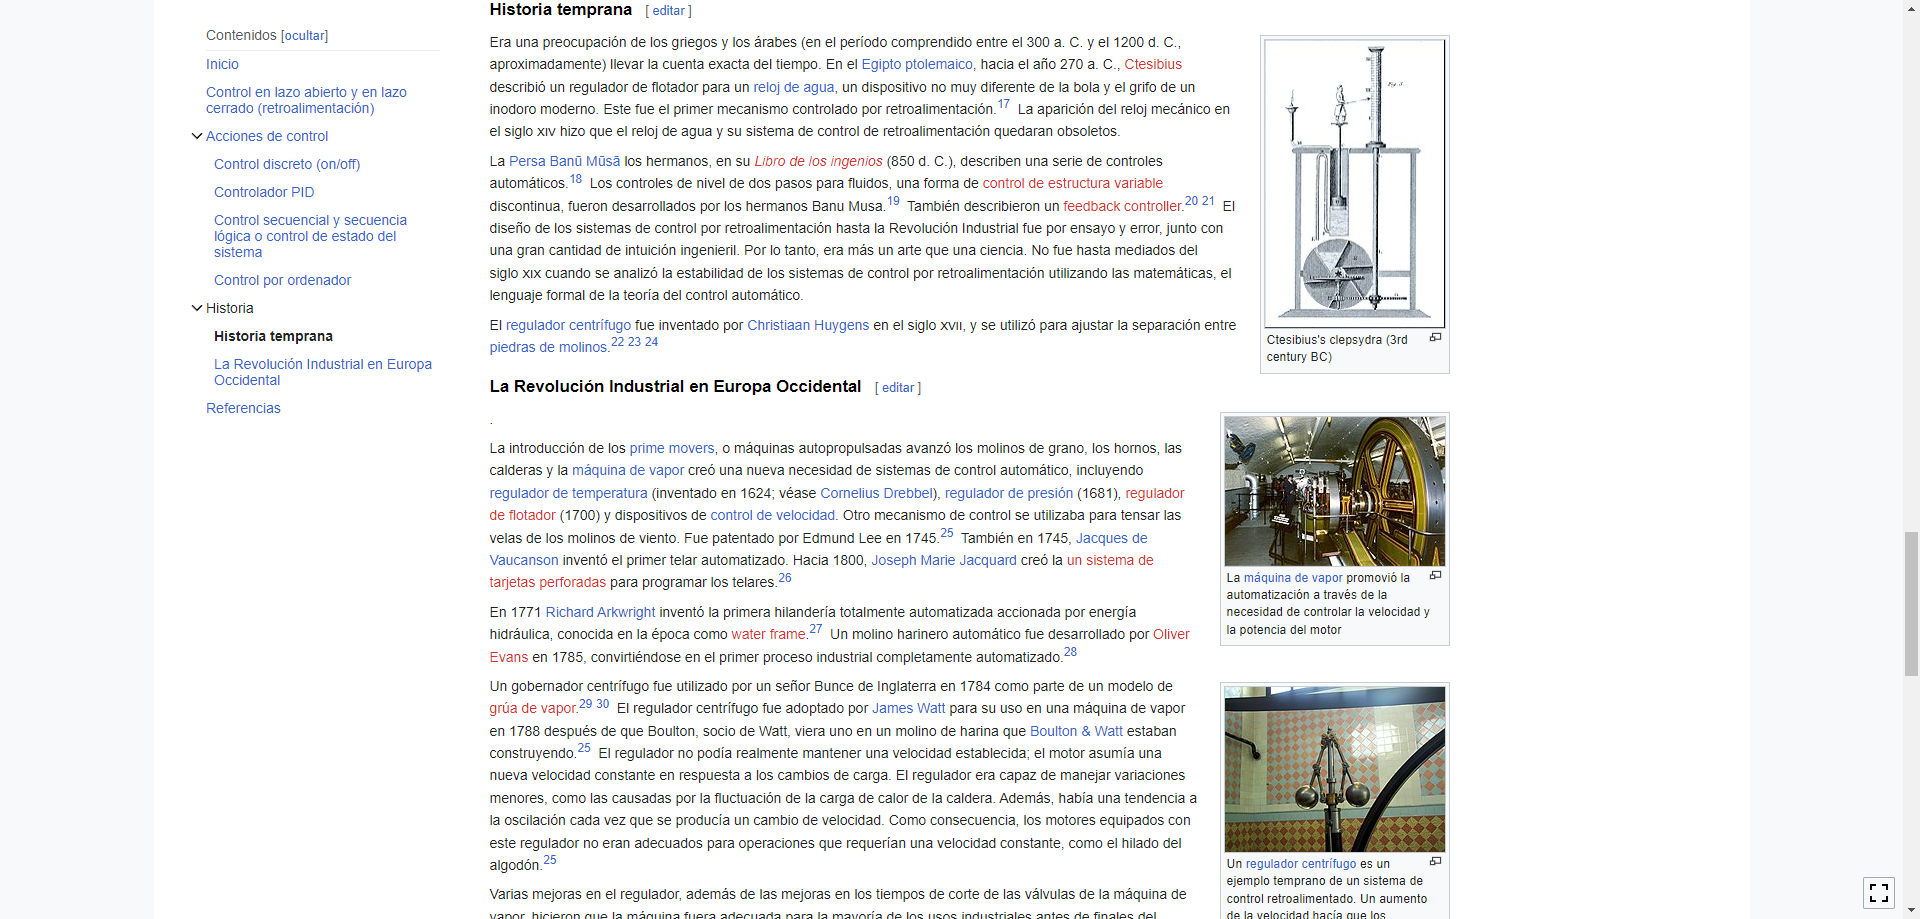 Contenidos [ocultar]
Inicio
Control en lazo abierto y en lazo
cerrado (retroalimentación)
Acciones de control
Control discreto (on/off)
Controlador PID
Control secuencial y secuencia
lógica o control de estado del
sistema
Control por ordenador
Historia
Historia temprana
La Revolución Industrial en Europa
Occidental
Referencias
Historia temprana [ editar ]
Era una preocupación de los griegos y los árabes (en el período comprendido entre el 300 a. C. y el 1200 d. C.,
aproximadamente) llevar la cuenta exacta del tiempo. En el Egipto ptolemaico, hacia el año 270 a. C., Ctesibius
describió un regulador de flotador para un reloj de agua, un dispositivo no muy diferente de la bola y el grifo de un
inodoro moderno. Este fue el primer mecanismo controlado por retroalimentación.17 La aparición del reloj mecánico en
el siglo XIV hizo que el reloj de agua y su sistema de control de retroalimentación quedaran obsoletos.
La Persa Banū Mūsā los hermanos, en su Libro de los ingenios (850 d. C.), describen una serie de controles
automáticos.18 Los controles de nivel de dos pasos para fluidos, una forma de control de estructura variable
discontinua, fueron desarrollados por los hermanos Banu Musa.19 También describieron un feedback controller.20 21 El
diseño de los sistemas de control por retroalimentación hasta la Revolución Industrial fue por ensayo y error, junto con
una gran cantidad de intuición ingenieril. Por lo tanto, era más un arte que una ciencia. No fue hasta mediados del
siglo XIX cuando se analizó la estabilidad de los sistemas de control por retroalimentación utilizando las matemáticas, el
lenguaje formal de la teoría del control automático.
El regulador centrífugo fue inventado por Christiaan Huygens en el siglo XVII, y se utilizó para ajustar la separación entre
piedras de molinos.22 23 24
Ctesibius's clepsydra (3rd
century BC)
La Revolución Industrial en Europa Occidental [ editar ]
.
La introducción de los prime movers, o máquinas autopropulsadas avanzó los molinos de grano, los hornos, las
calderas y la máquina de vapor creó una nueva necesidad de sistemas de control automático, incluyendo
regulador de temperatura (inventado en 1624; véase Cornelius Drebbel), regulador de presión (1681), regulador
de flotador (1700) y dispositivos de control de velocidad. Otro mecanismo de control se utilizaba para tensar las
velas de los molinos de viento. Fue patentado por Edmund Lee en 1745.25 También en 1745, Jacques de
Vaucanson inventó el primer telar automatizado. Hacia 1800, Joseph Marie Jacquard creó la un sistema de
tarjetas perforadas para programar los telares.26
En 1771 Richard Arkwright inventó la primera hilandería totalmente automatizada accionada por energía
hidráulica, conocida en la época como water frame.27 Un molino harinero automático fue desarrollado por Oliver
Evans en 1785, convirtiéndose en el primer proceso industrial completamente automatizado.28
Un gobernador centrífugo fue utilizado por un señor Bunce de Inglaterra en 1784 como parte de un modelo de
grúa de vapor.29 30 El regulador centrífugo fue adoptado por James Watt para su uso en una máquina de vapor
en 1788 después de que Boulton, socio de Watt, viera uno en un molino de harina que Boulton & Watt estaban
construyendo.25 El regulador no podía realmente mantener una velocidad establecida; el motor asumía una
nueva velocidad constante en respuesta a los cambios de carga. El regulador era capaz de manejar variaciones
menores, como las causadas por la fluctuación de la carga de calor de la caldera. Además, había una tendencia a
la oscilación cada vez que se producía un cambio de velocidad. Como consecuencia, los motores equipados con
este regulador no eran adecuados para operaciones que requerían una velocidad constante, como el hilado del
algodón.25
Varias mejoras en el regulador, además de las mejoras en los tiempos de corte de las válvulas de la máquina de
vapor, hicieron que la máquina fuera adecuada para la mayoría de los usos industriales antes de finales del
La máquina de vapor promovió la
automatización a través de la
necesidad de controlar la velocidad y
la potencia del motor
Un regulador centrífugo es un
ejemplo temprano de un sistema de
control retroalimentado. Un aumento
de la velocidad hacía que los